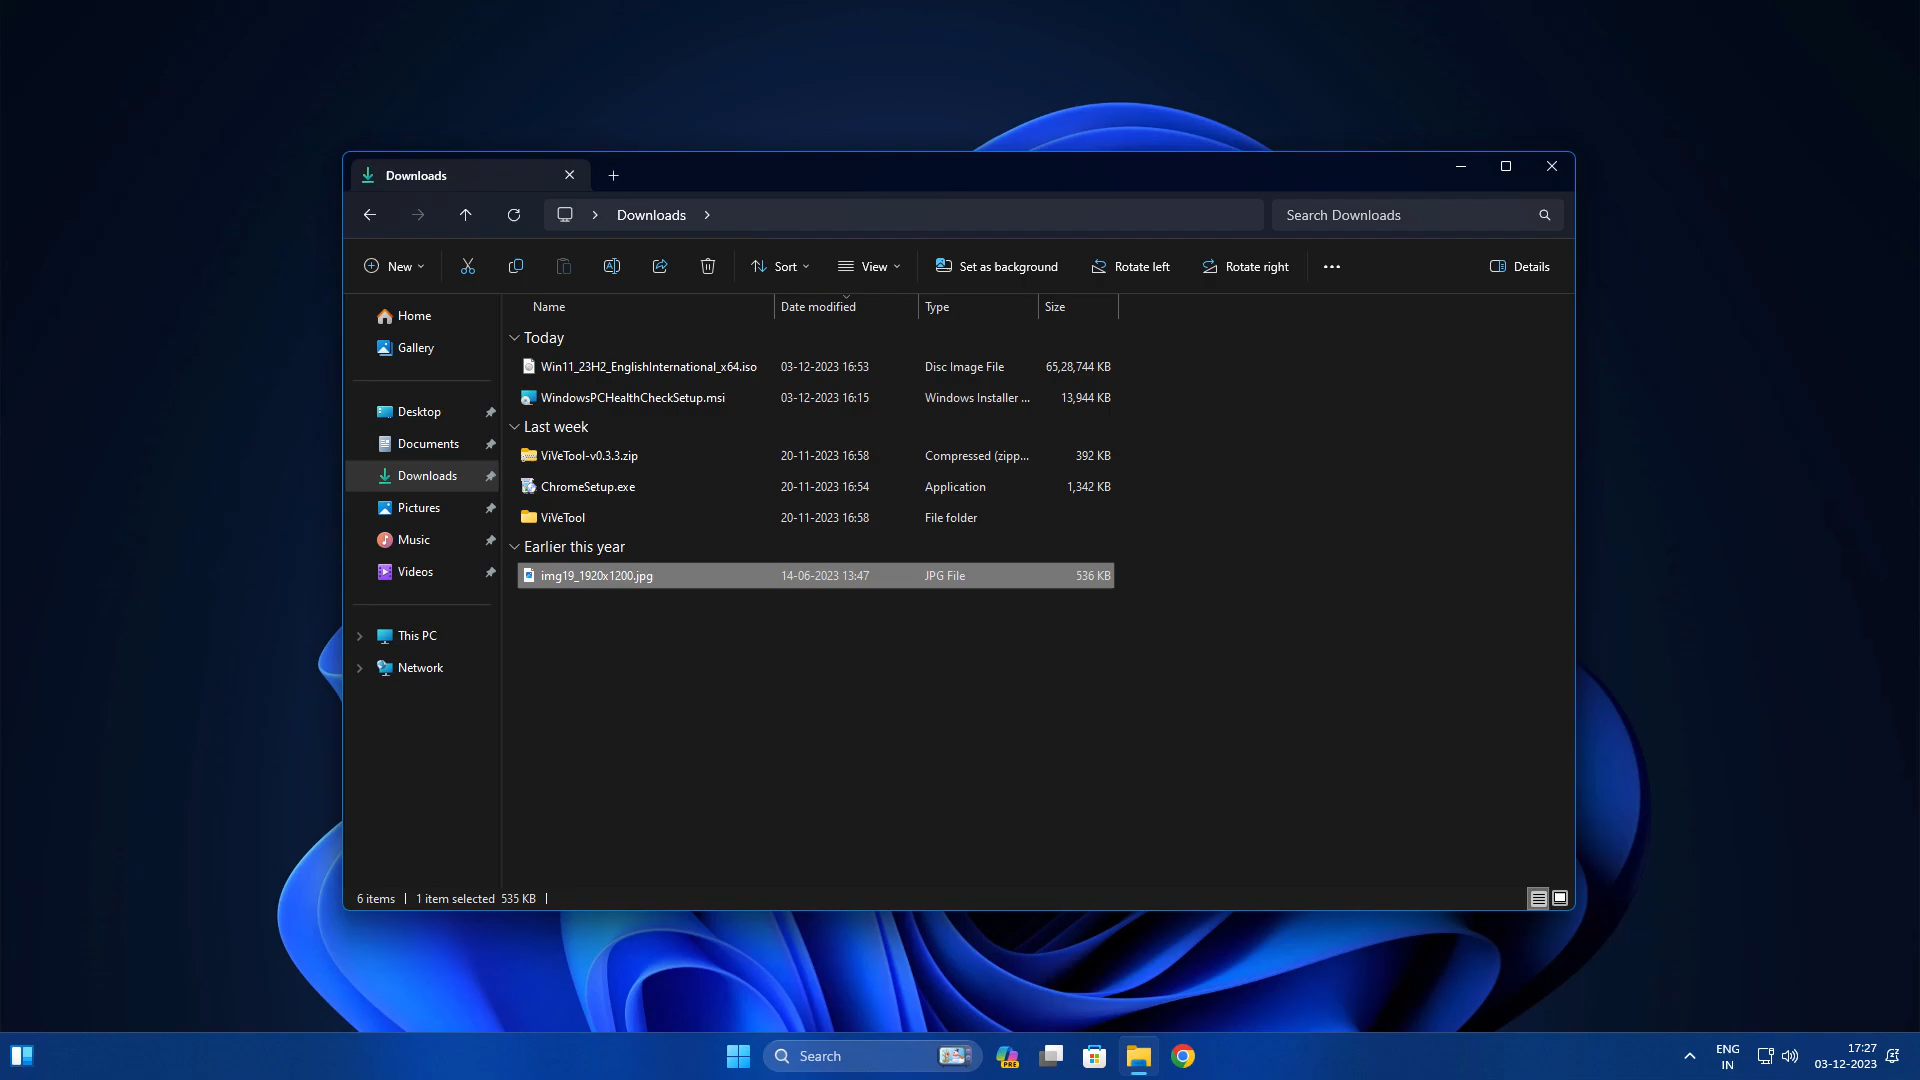 Downloads
Downloads
Search Downloads
New
Sort
View
Set as background
Rotate left
Rotate right
Details
Home
Gallery
Desktop
Documents
Downloads
Pictures
Music
Videos
This PC
Network
Name Date modified Type Size
Today
Win11_23H2_EnglishInternational_x64.iso 03-12-2023 16:53 Disc Image File 65,28,744 KB
WindowsPCHealthCheckSetup.msi 03-12-2023 16:15 Windows Installer ... 13,944 KB
Last week
ViVeTool-v0.3.3.zip 20-11-2023 16:58 Compressed (zipp... 392 KB
ChromeSetup.exe 20-11-2023 16:54 Application 1,342 KB
ViVeTool 20-11-2023 16:58 File folder
Earlier this year
img19_1920x1200.jpg 14-06-2023 13:47 JPG File 536 KB
6 items 1 item selected 535 KB
Search
PRE
ENG
IN
17:27
03-12-2023